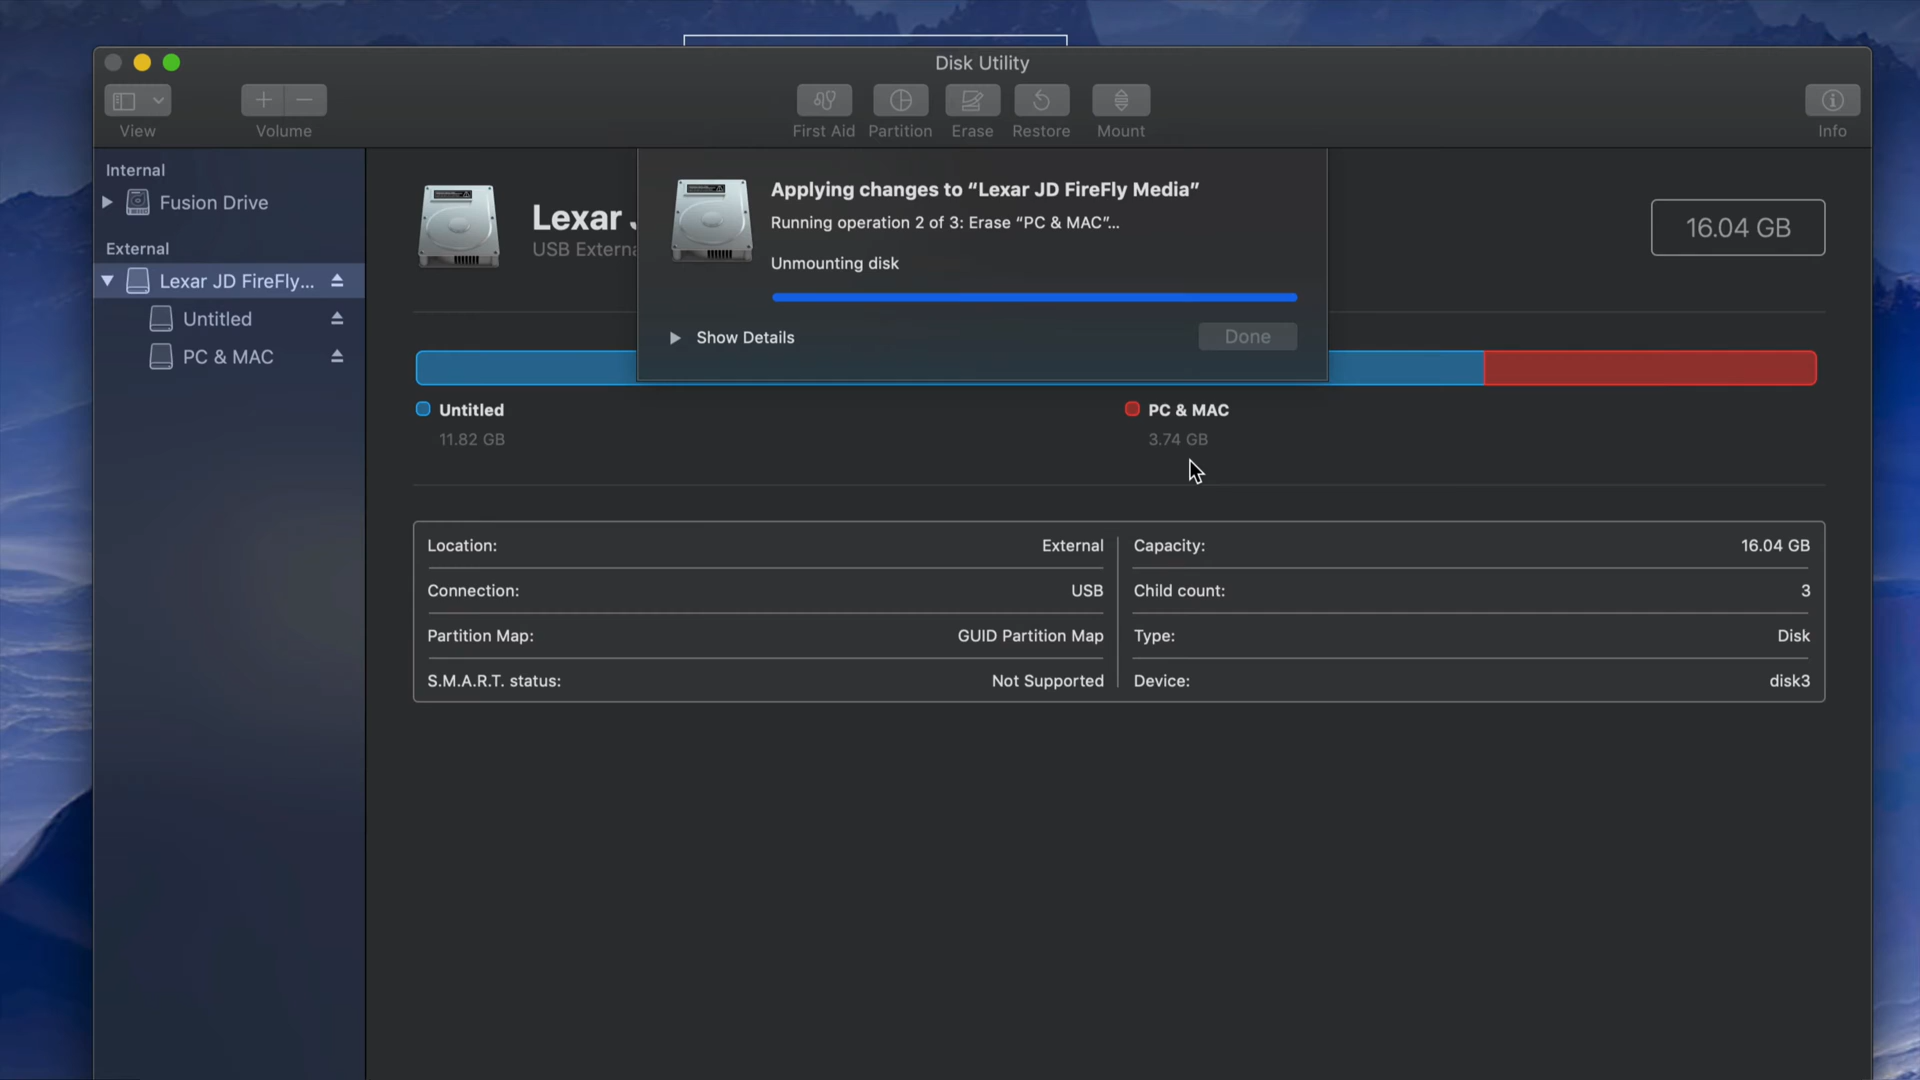 Disk Utility
View
Volume
First Aid
Partition
Erase
Restore
Mount
Info
Internal
Fusion Drive
External
Lexar JD FireFly...
Untitled
PC & MAC
Lexar J
USB Externa
16.04 GB
Applying changes to “Lexar JD FireFly Media”
Running operation 2 of 3: Erase “PC & MAC”...
Unmounting disk
Show Details
Done
Untitled
11.82 GB
PC & MAC
3.74 GB
Location: External
Connection: USB
Partition Map: GUID Partition Map
S.M.A.R.T. status: Not Supported
Capacity: 16.04 GB
Child count: 3
Type: Disk
Device: disk3